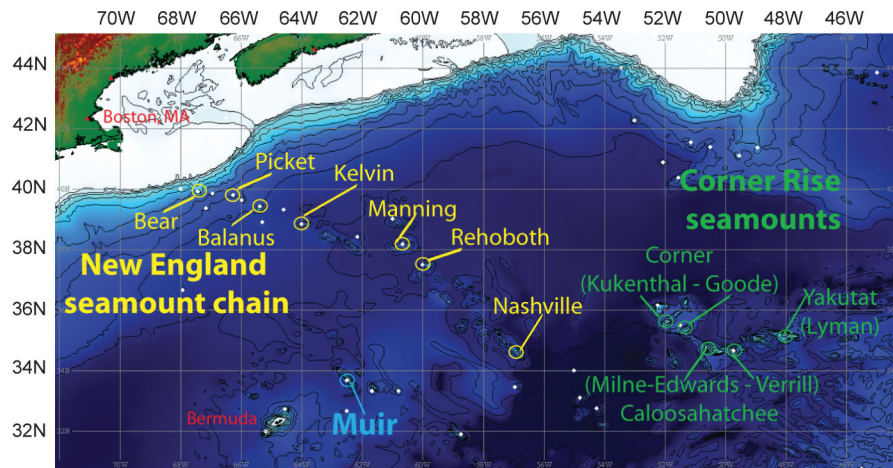 70W 68W 66W 64W 62W 60W 58W 56W 54W 52W 50W 48W 46W
44N
42N
40N
38N
36N
34N
32N
Boston, MA
Picket
Kelvin
Bear
Balanus
Manning
Rehoboth
New England
seamount chain
Nashville
Corner Rise
seamounts
Corner
(Kukenthal - Goode)
Yakutat
(Lyman)
(Milne-Edwards - Verrill)
Caloosahatchee
Bermuda
Muir